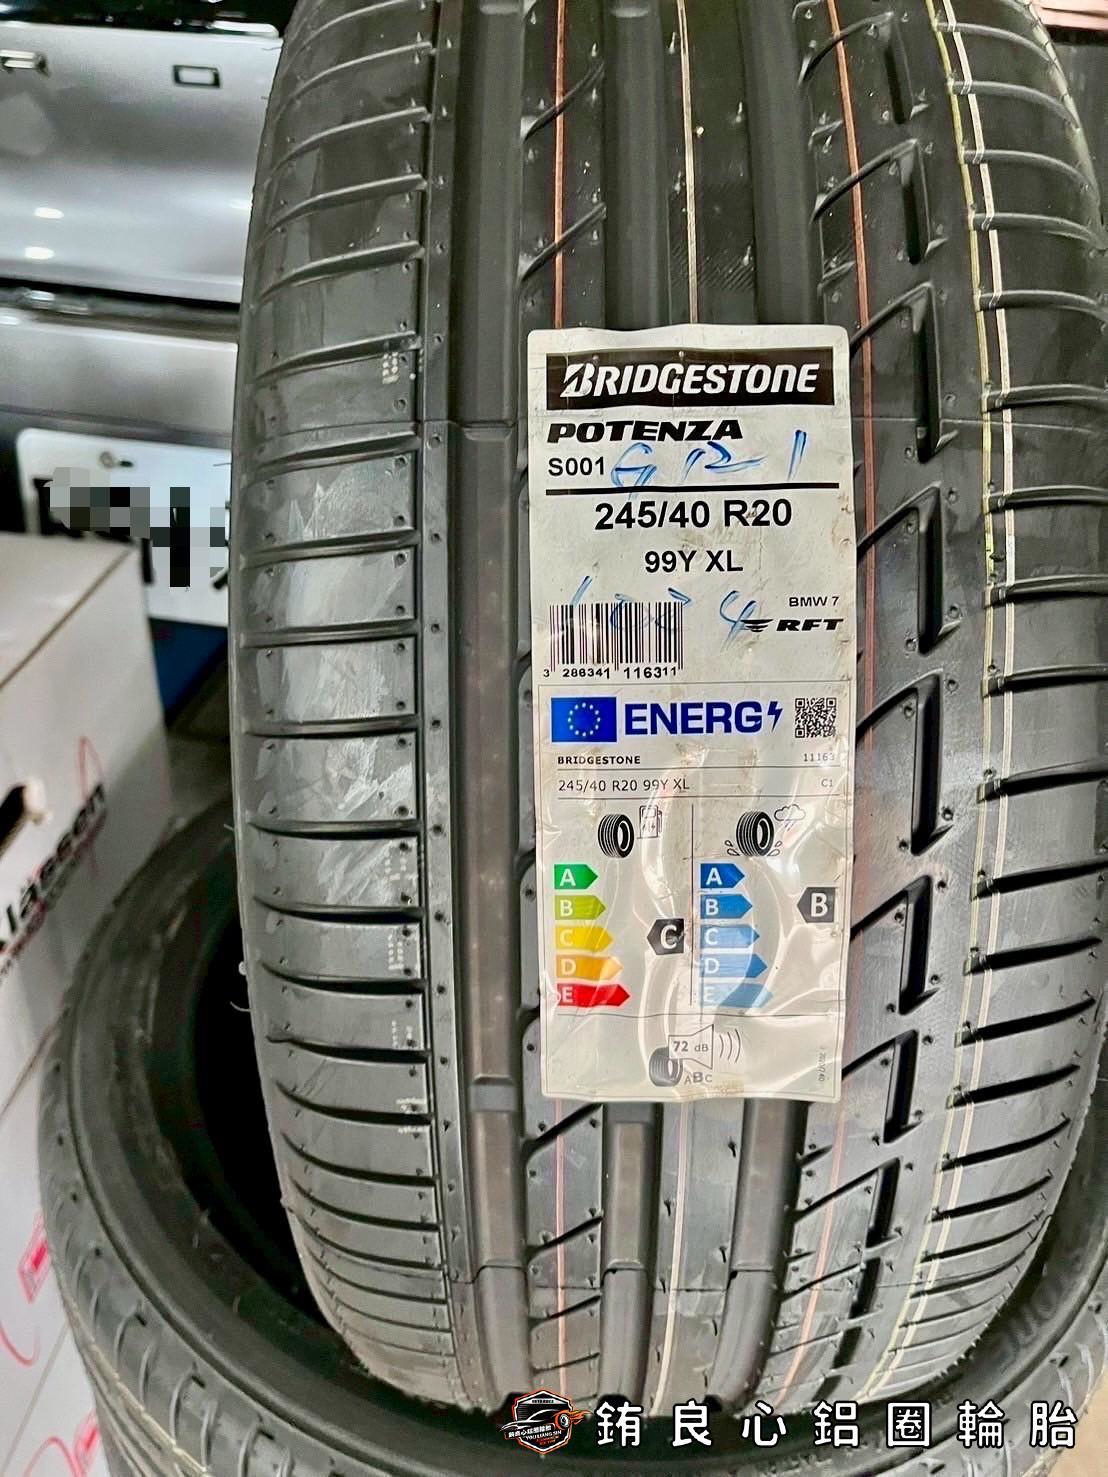 BRIDGESTONE
POTENZA
S001
245/40 R20
99Y XL
BMW 7
RFT
3 286341 116311
ENERG
BRIDGESTONE
11163
245/40 R20 99Y XL
C1
A A
B B B
C C C
D D
E E
72 dB
ABC
銪良心鋁圈輪胎